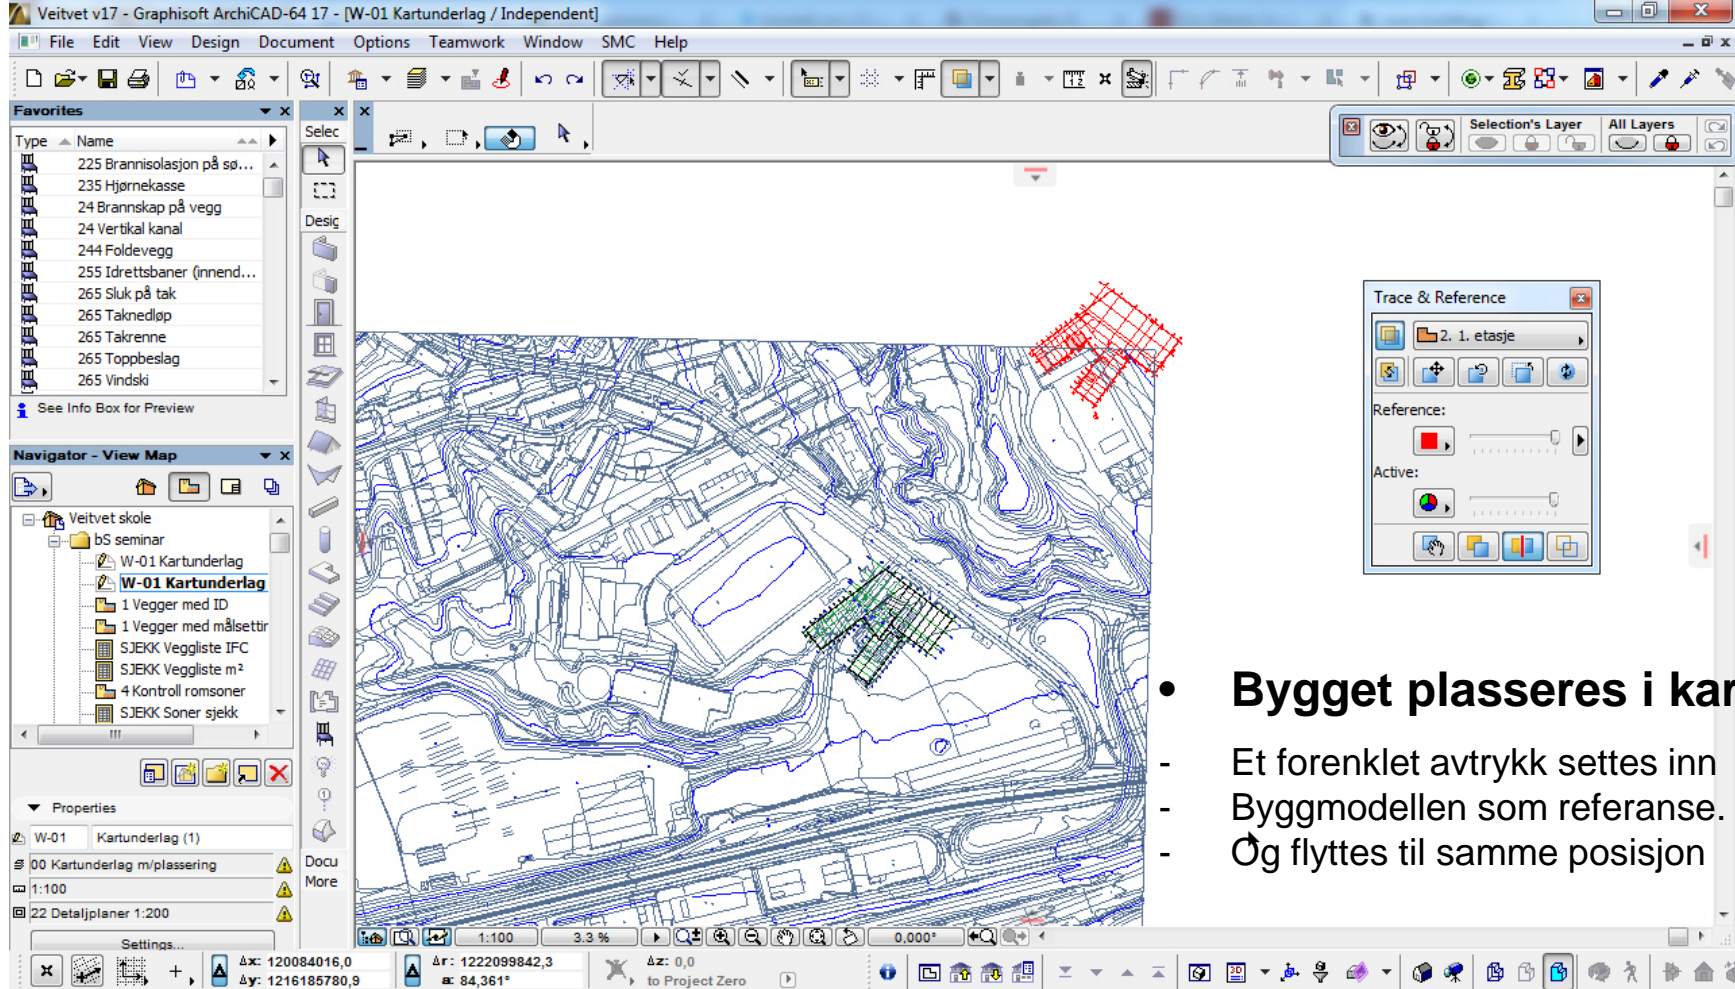 Veitvet v17 - Graphisoft ArchiCAD-64 17 - [W-01 Kartunderlag / Independent]
File Edit View Design Document Options Teamwork Window SMC Help
Favorites
Type Name
225 Brannisolasjon på sø...
235 Hjørnekasse
24 Brannskap på vegg
24 Vertikal kanal
244 Foldevegg
255 Idrettsbaner (innend...
265 Sluk på tak
265 Taknedløp
265 Takrenne
265 Toppbeslag
265 Vindski
See Info Box for Preview
Navigator - View Map
Veitvet skole
bS seminar
W-01 Kartunderlag
W-01 Kartunderlag
1 Vegger med ID
1 Vegger med målsettir
SJEKK Veggliste IFC
SJEKK Veggliste m²
4 Kontroll romsoner
SJEKK Soner sjekk
Properties
W-01 Kartunderlag (1)
00 Kartunderlag m/plassering
1:100
22 Detaljplaner 1:200
Settings...
Selec
Desig
Docu
More
Selection's Layer All Layers
Trace & Reference
2. 1. etasje
Reference:
Active:
• Bygget plasseres i kar
- Et forenklet avtrykk settes inn
- Byggmodellen som referanse.
- Og flyttes til samme posisjon
1:100 3.3 % 0,000°
Δx: 120084016,0 Δr: 1222099842,3 Δz: 0,0
Δy: 1216185780,9 a: 84,361° to Project Zero